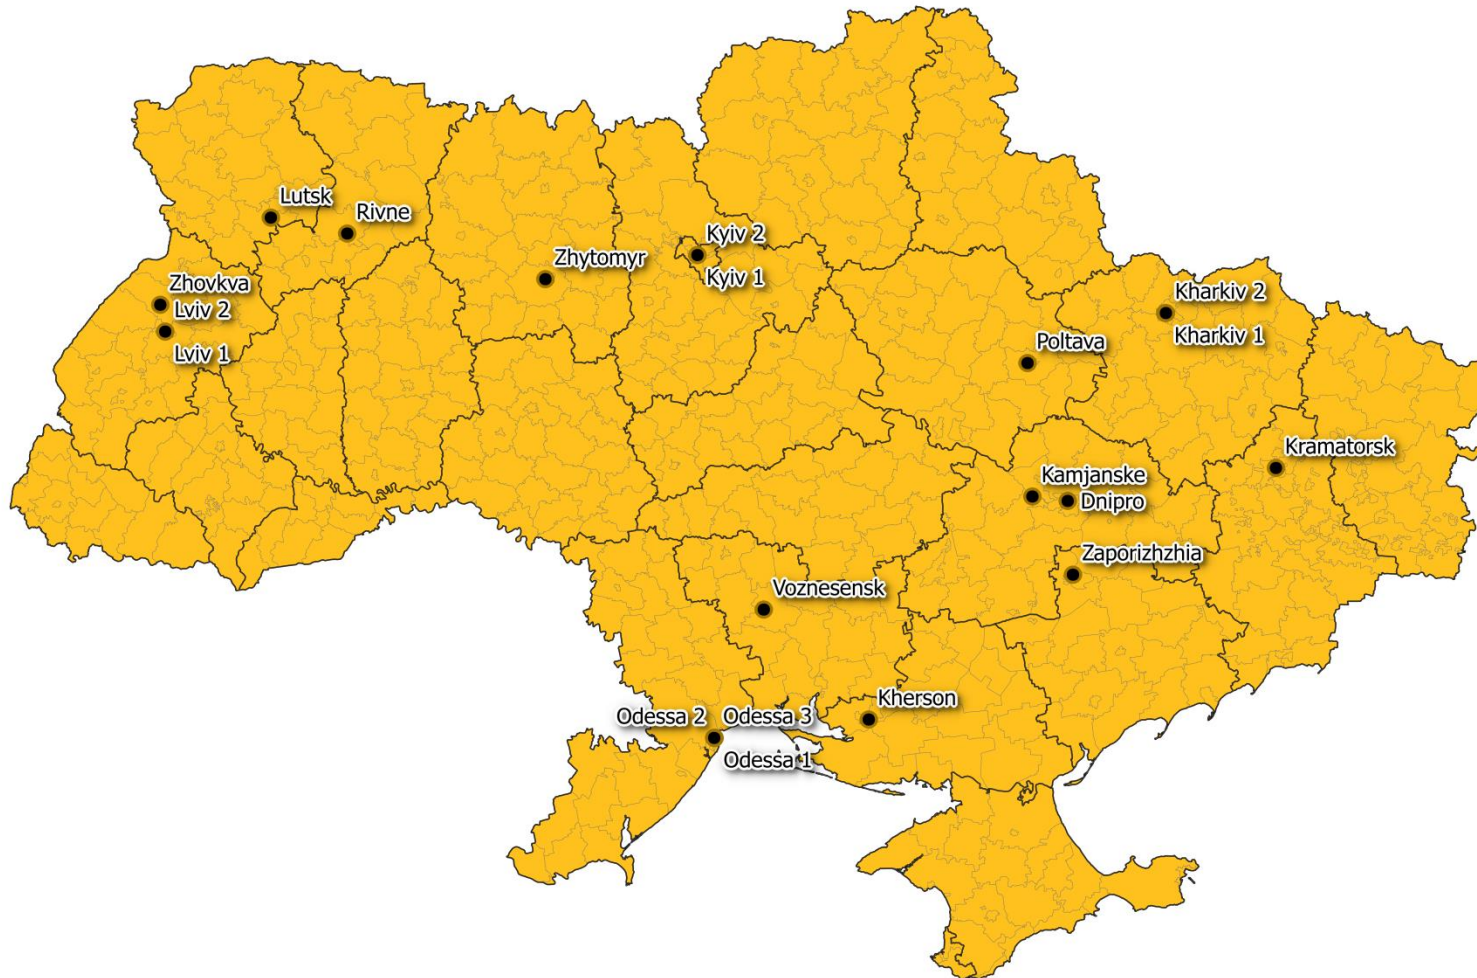 Lutsk
Rivne
Kyiv 2
Zhytomyr
Kyiv 1
Zhovkva
Lviv 2
Kharkiv 2
Lviv 1
Kharkiv 1
Poltava
Kramatorsk
Kamjanske
Dnipro
Zaporizhzhia
Voznesensk
Kherson
Odessa 2
Odessa 3
Odessa 1